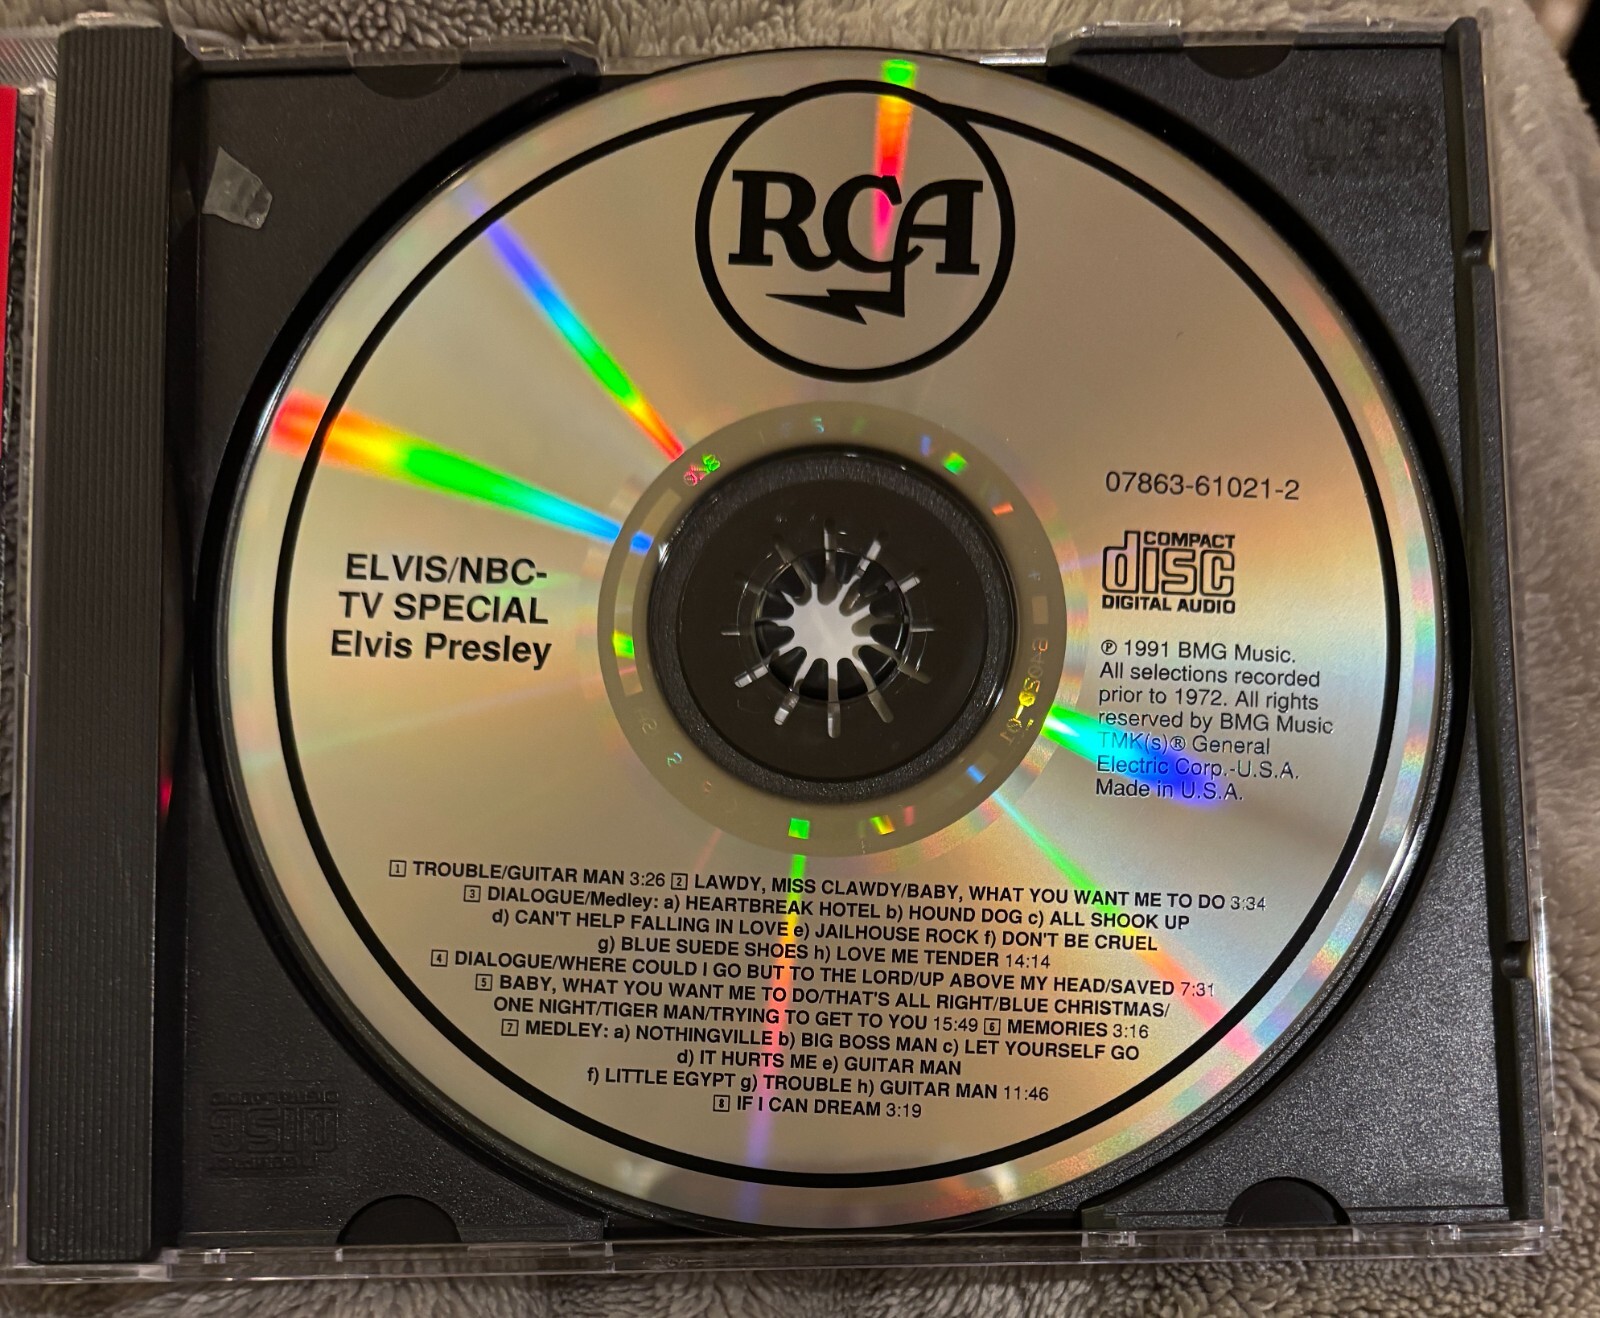 RCA
07863-61021-2
COMPACT
disc
DIGITAL AUDIO
ELVIS/NBC-
TV SPECIAL
Elvis Presley
℗ 1991 BMG Music.
All selections recorded
prior to 1972. All rights
reserved by BMG Music
TMK(s)® General
Electric Corp.-U.S.A.
Made in U.S.A.
1 TROUBLE/GUITAR MAN 3:26 2 LAWDY, MISS CLAWDY/BABY, WHAT YOU WANT ME TO DO 3:34
3 DIALOGUE/Medley: a) HEARTBREAK HOTEL b) HOUND DOG c) ALL SHOOK UP
d) CAN'T HELP FALLING IN LOVE e) JAILHOUSE ROCK f) DON'T BE CRUEL
g) BLUE SUEDE SHOES h) LOVE ME TENDER 14:14
4 DIALOGUE/WHERE COULD I GO BUT TO THE LORD/UP ABOVE MY HEAD/SAVED 7:31
5 BABY, WHAT YOU WANT ME TO DO/THAT'S ALL RIGHT/BLUE CHRISTMAS/
ONE NIGHT/TIGER MAN/TRYING TO GET TO YOU 15:49 6 MEMORIES 3:16
7 MEDLEY: a) NOTHINGVILLE b) BIG BOSS MAN c) LET YOURSELF GO
d) IT HURTS ME e) GUITAR MAN
f) LITTLE EGYPT g) TROUBLE h) GUITAR MAN 11:46
8 IF I CAN DREAM 3:19